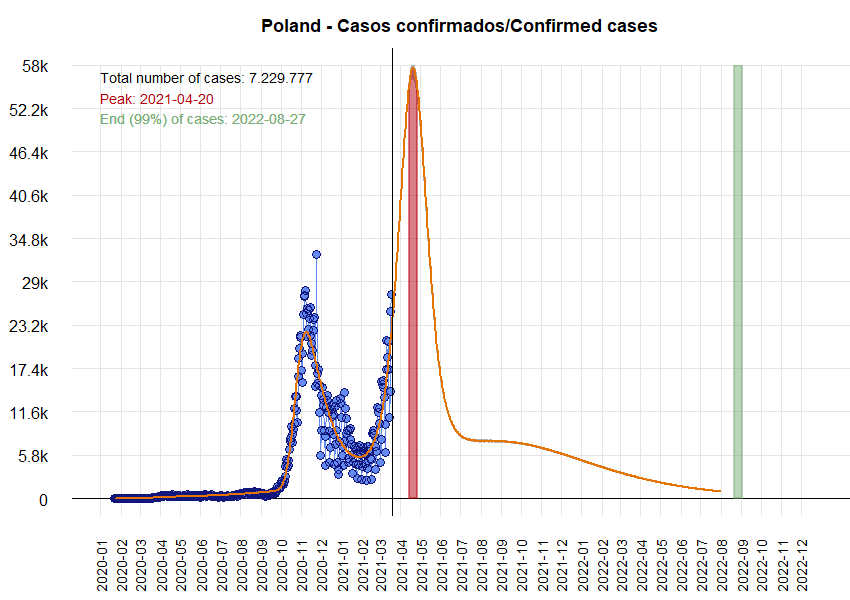 Poland - Casos confirmados/Confirmed cases
58k
Total number of cases: 7.229.777
Peak: 2021-04-20
End (99%) of cases: 2022-08-27
52.2k
46.4k
40.6k
34.8k
29k
23.2k
17.4k
11.6k
5.8k
0
2020-01
2020-02
2020-03
2020-04
2020-05
2020-06
2020-07
2020-08
2020-09
2020-10
2020-11
2020-12
2021-01
2021-02
2021-03
2021-04
2021-05
2021-06
2021-07
2021-08
2021-09
2021-10
2021-11
2021-12
2022-01
2022-02
2022-03
2022-04
2022-05
2022-06
2022-07
2022-08
2022-09
2022-10
2022-11
2022-12